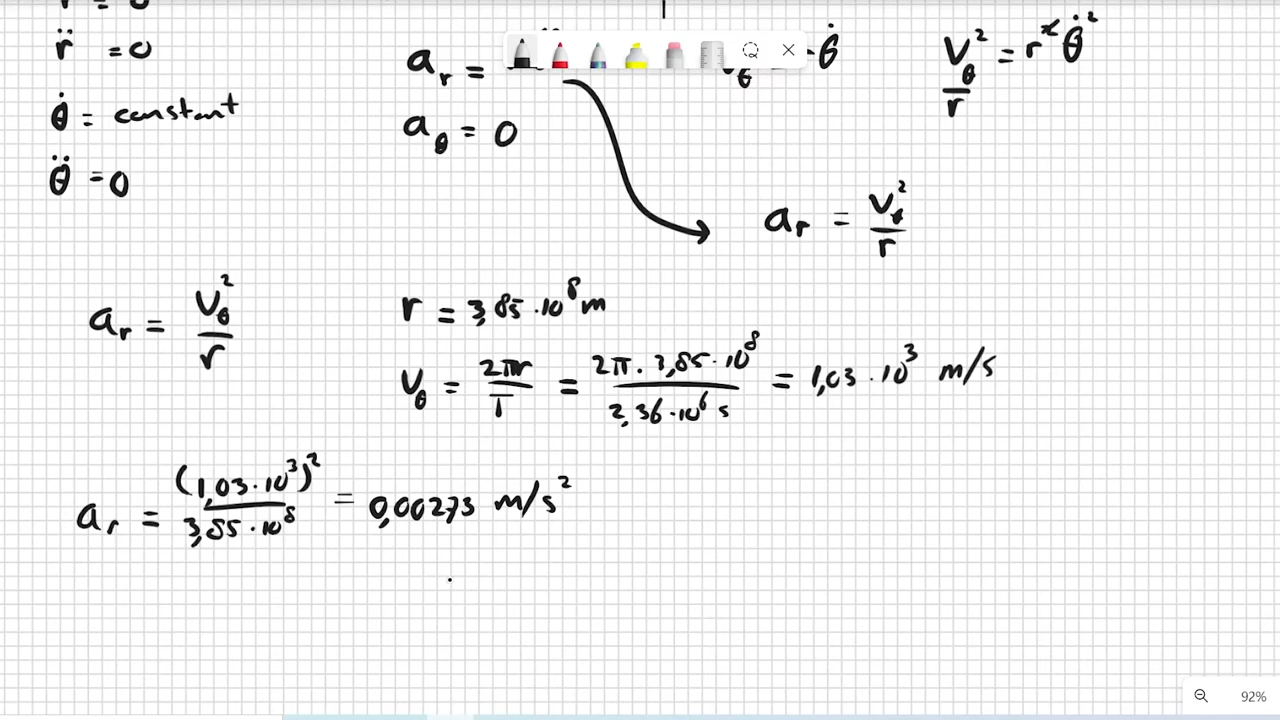 r̈ = 0
θ̇ = constant
θ̈ = 0
a_r =
a_θ = 0
θ̇
V_θ²/r = r²θ̇²
a_r = V_θ²/r
a_r = V_θ²/r
r = 3,85·10⁸ m
V_θ = 2πr/T = 2π·3,85·10⁸/2,36·10⁶ s = 1,03·10³ m/s
a_r = (1,03·10³)²/3,85·10⁸ = 0,00273 m/s²
92%